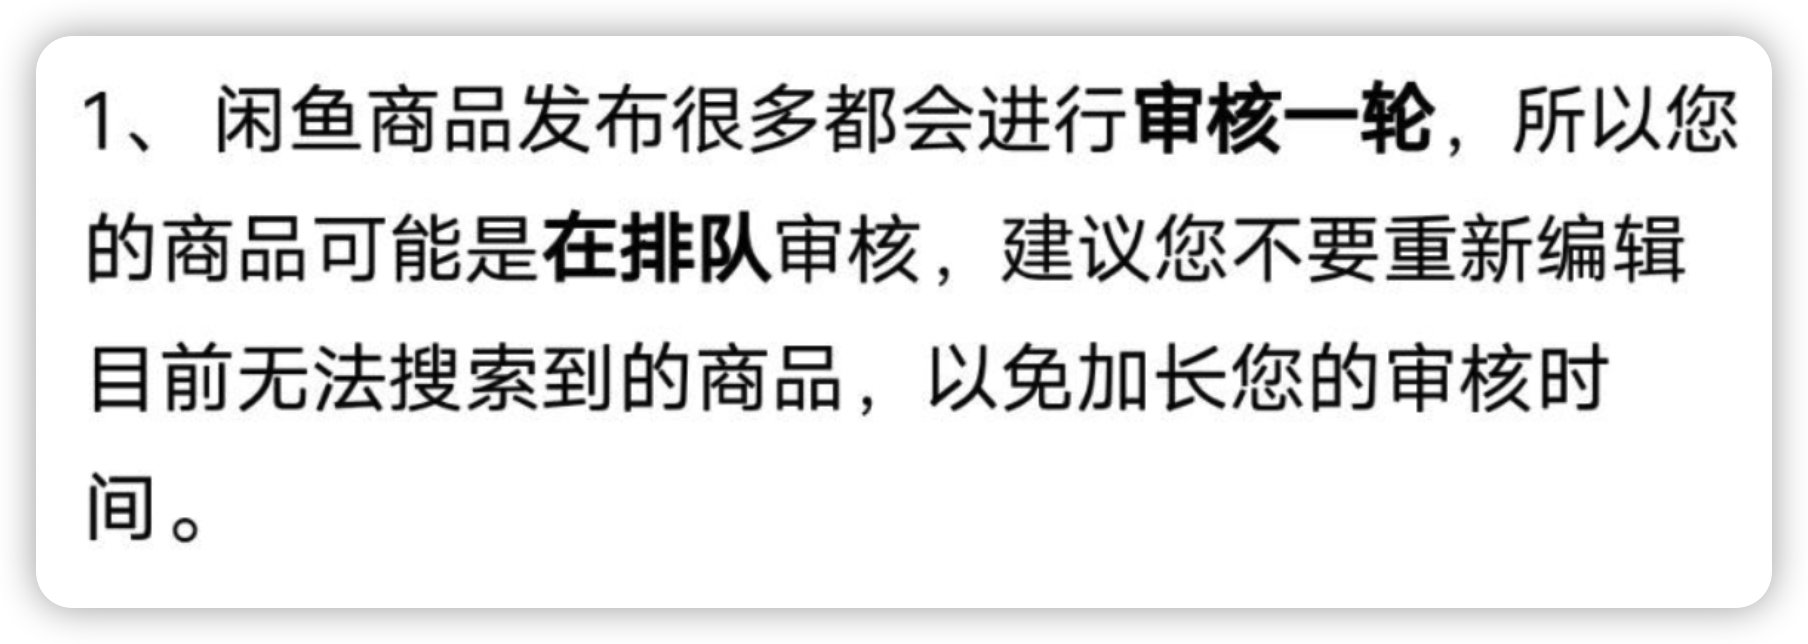 1、 闲鱼商品发布很多都会进行审核一轮，所以您
的商品可能是在排队审核，建议您不要重新编辑
目前无法搜索到的商品，以免加长您的审核时
间。